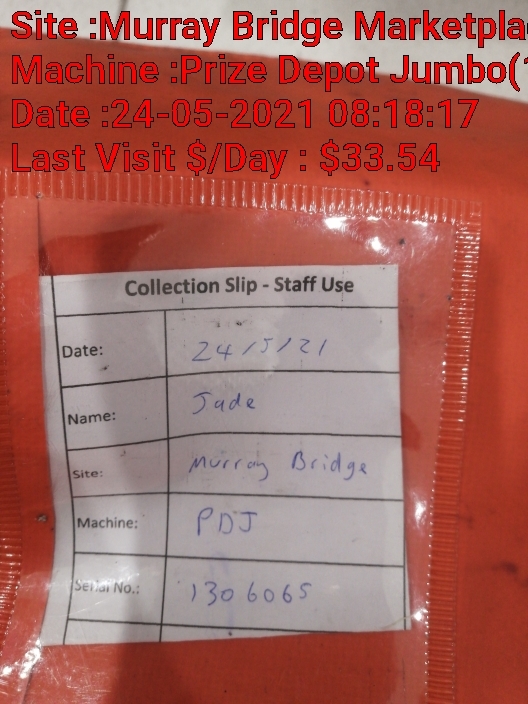 Site :Murray Bridge Marketpla
Machine :Prize Depot Jumbo(
Date :24-05-2021 08:18:17
Last Visit $/Day : $33.54
Collection Slip - Staff Use
Date: 24/5/21
Name: Jade
Site: Murray Bridge
Machine: PDJ
Serial No.: 1306065